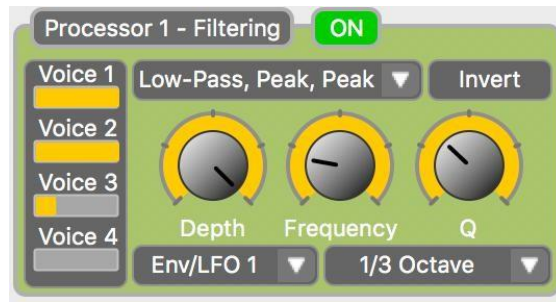 Processor 1 - Filtering
ON
Voice 1
Voice 2
Voice 3
Voice 4
Low-Pass, Peak, Peak
Invert
Depth
Frequency
Q
Env/LFO 1
1/3 Octave